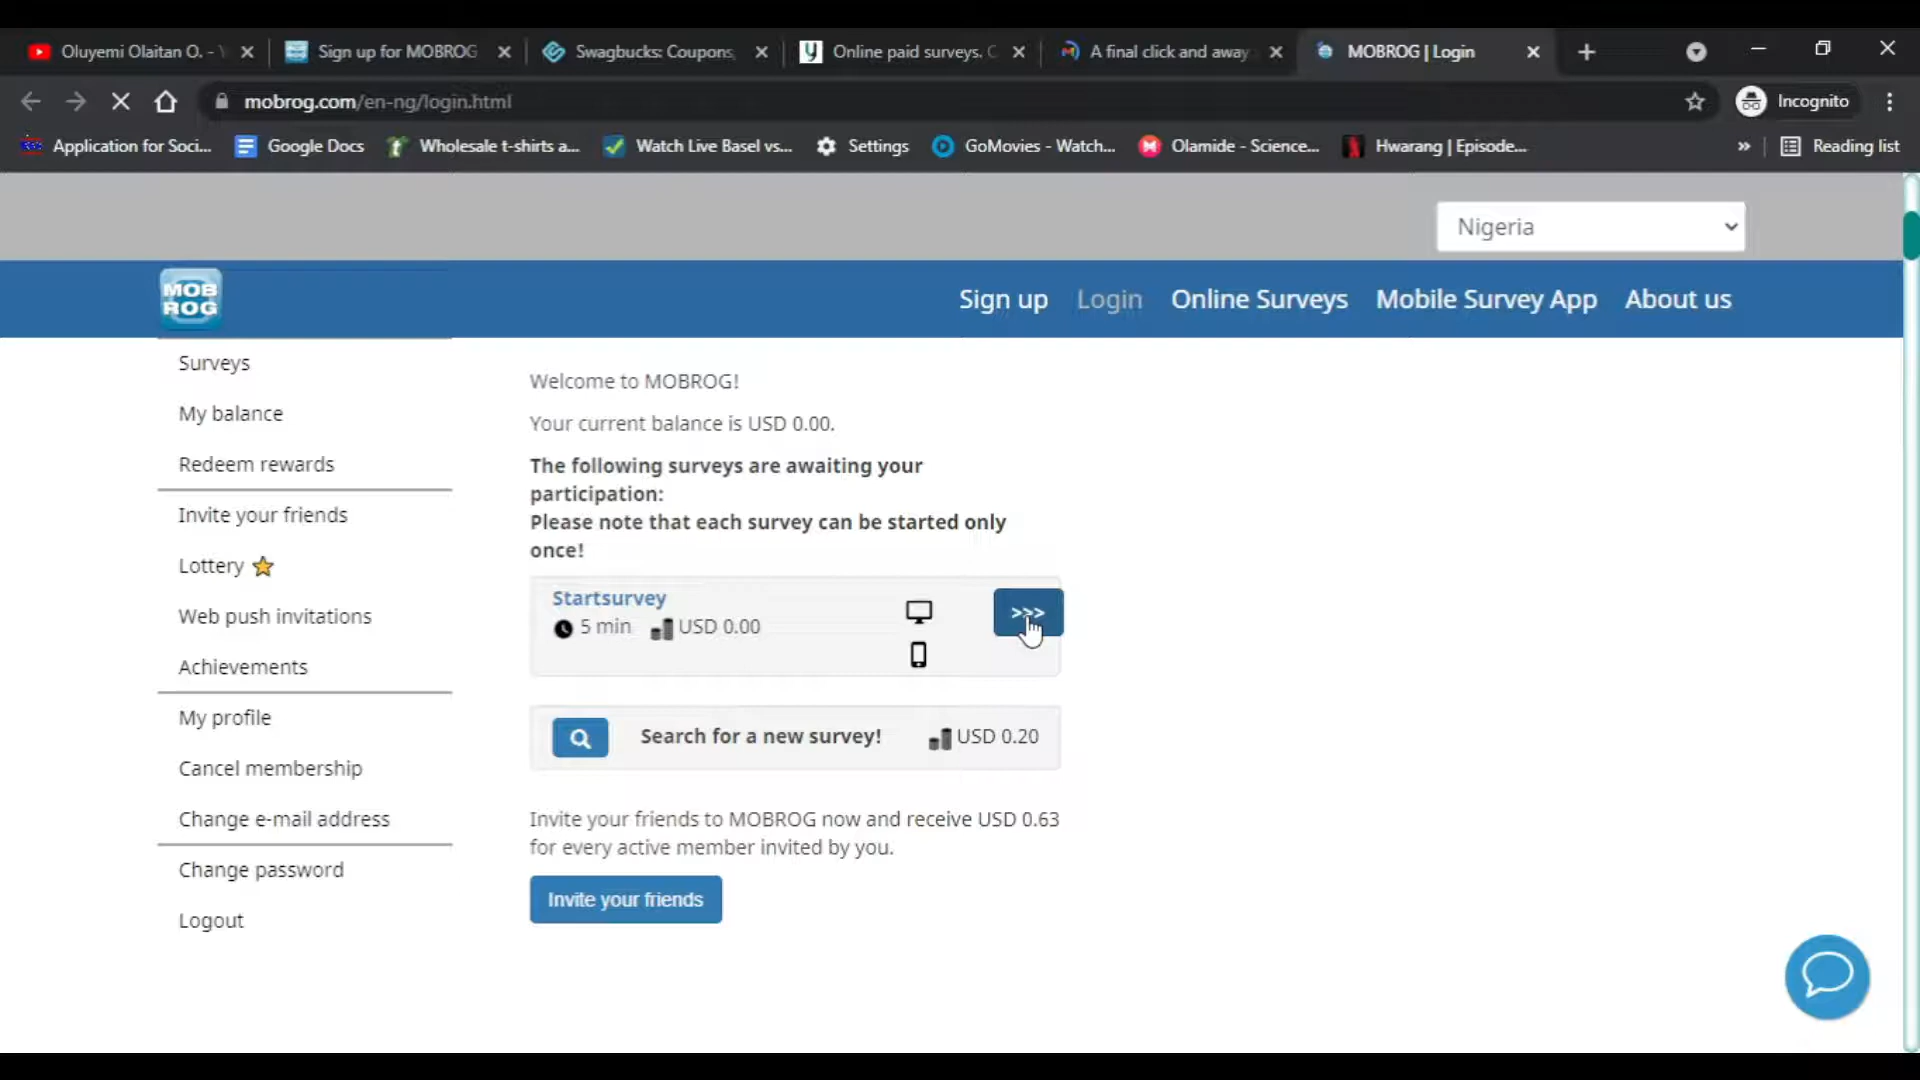 Oluyemi Olaitan O. - Y
Sign up for MOBROG
Swagbucks: Coupons,
Online paid surveys. C
A final click and away
MOBROG | Login
mobrog.com/en-ng/login.html
Incognito
Application for Soci...
Google Docs
Wholesale t-shirts a...
Watch Live Basel vs...
Settings
GoMovies - Watch...
Olamide - Science...
Hwarang | Episode...
»
Reading list
Nigeria
MOB
ROG
Sign up
Login
Online Surveys
Mobile Survey App
About us
Surveys
My balance
Redeem rewards
Invite your friends
Lottery
Web push invitations
Achievements
My profile
Cancel membership
Change e-mail address
Change password
Logout
Welcome to MOBROG!
Your current balance is USD 0.00.
The following surveys are awaiting your
participation:
Please note that each survey can be started only
once!
Startsurvey
5 min USD 0.00
>>>
Search for a new survey! USD 0.20
Invite your friends to MOBROG now and receive USD 0.63
for every active member invited by you.
Invite your friends